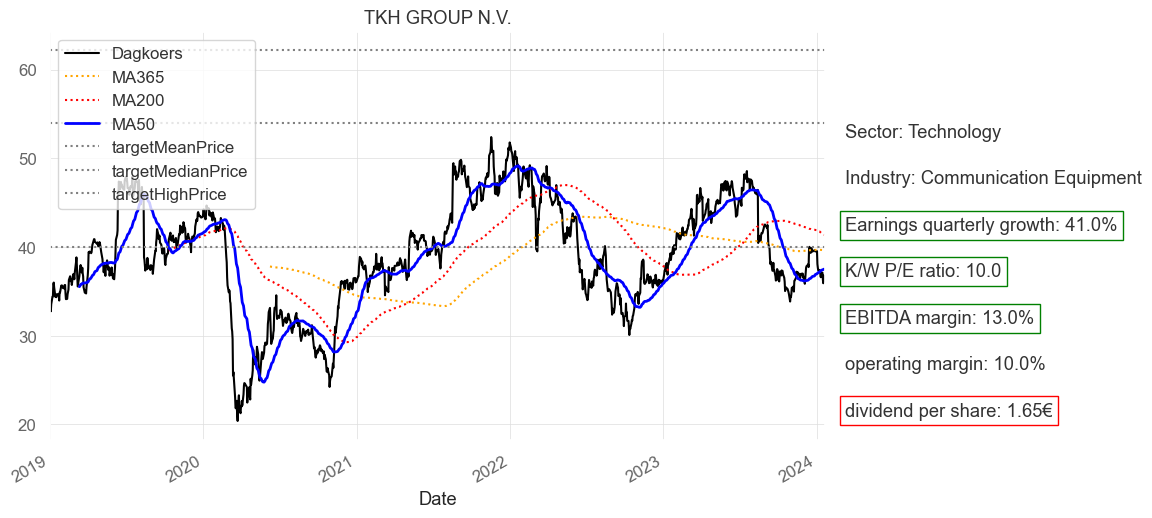 TKH GROUP N.V.
Dagkoers
MA365
MA200
MA50
targetMeanPrice
targetMedianPrice
targetHighPrice
60
50
40
30
20
2019
2020
2021
2022
2023
2024
Date
Sector: Technology
Industry: Communication Equipment
Earnings quarterly growth: 41.0%
K/W P/E ratio: 10.0
EBITDA margin: 13.0%
operating margin: 10.0%
dividend per share: 1.65€